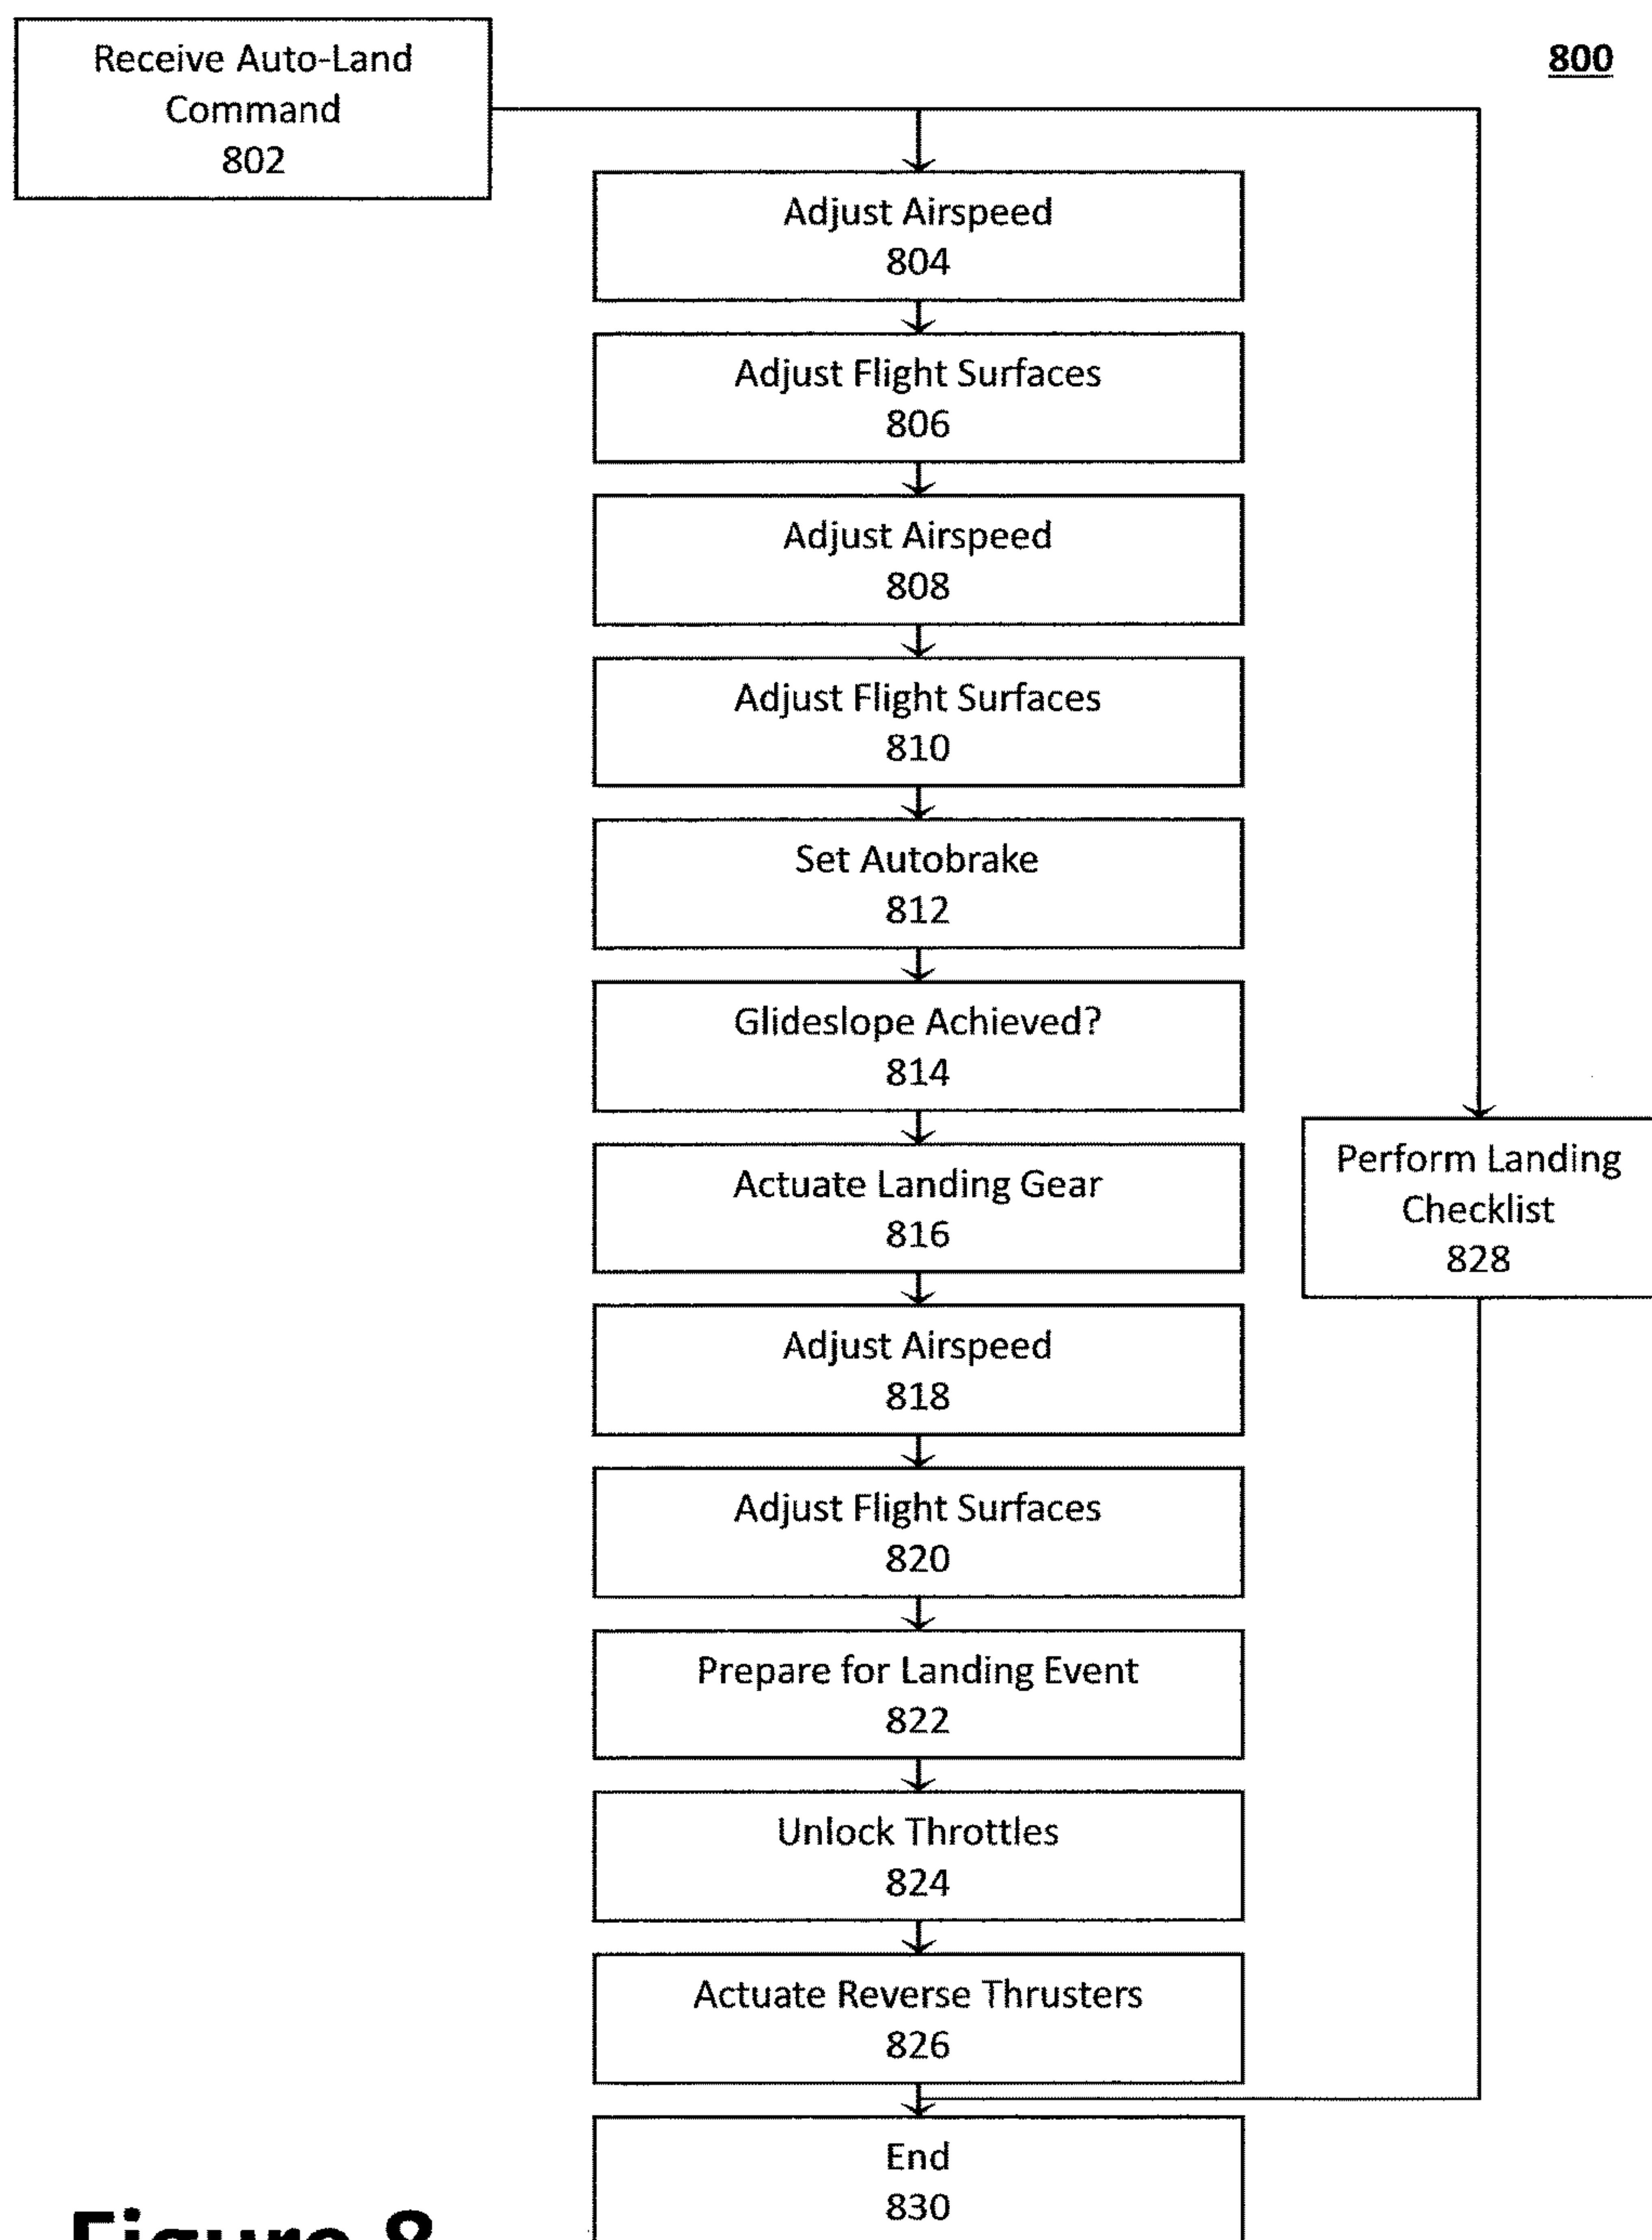 Receive Auto-Land
Command
802
800
Adjust Airspeed
804
Adjust Flight Surfaces
806
Adjust Airspeed
808
Adjust Flight Surfaces
810
Set Autobrake
812
Glideslope Achieved?
814
Actuate Landing Gear
816
Perform Landing
Checklist
828
Adjust Airspeed
818
Adjust Flight Surfaces
820
Prepare for Landing Event
822
Unlock Throttles
824
Actuate Reverse Thrusters
826
End
830
Figure 8